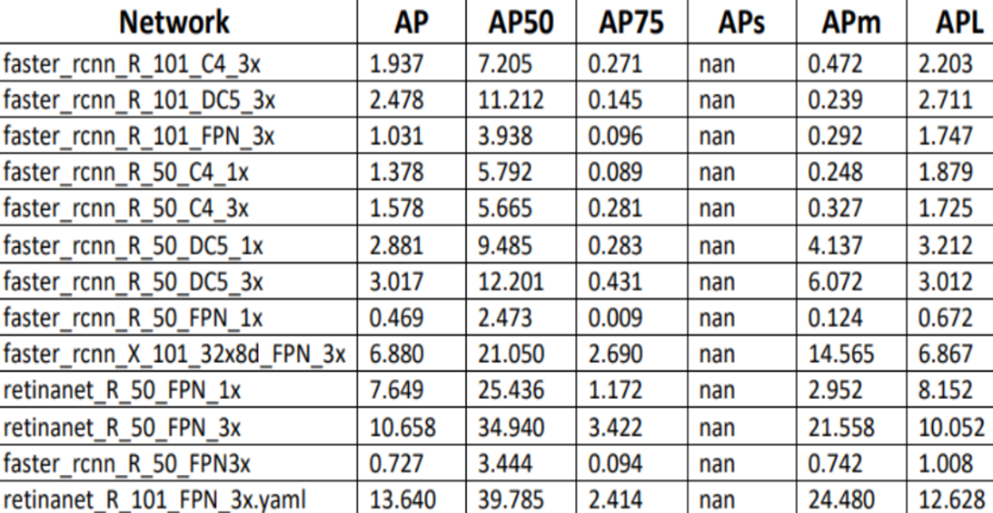 Network AP AP50 AP75 APs APm APL
faster_rcnn_R_101_C4_3x 1.937 7.205 0.271 nan 0.472 2.203
faster_rcnn_R_101_DC5_3x 2.478 11.212 0.145 nan 0.239 2.711
faster_rcnn_R_101_FPN_3x 1.031 3.938 0.096 nan 0.292 1.747
faster_rcnn_R_50_C4_1x 1.378 5.792 0.089 nan 0.248 1.879
faster_rcnn_R_50_C4_3x 1.578 5.665 0.281 nan 0.327 1.725
faster_rcnn_R_50_DC5_1x 2.881 9.485 0.283 nan 4.137 3.212
faster_rcnn_R_50_DC5_3x 3.017 12.201 0.431 nan 6.072 3.012
faster_rcnn_R_50_FPN_1x 0.469 2.473 0.009 nan 0.124 0.672
faster_rcnn_X_101_32x8d_FPN_3x 6.880 21.050 2.690 nan 14.565 6.867
retinanet_R_50_FPN_1x 7.649 25.436 1.172 nan 2.952 8.152
retinanet_R_50_FPN_3x 10.658 34.940 3.422 nan 21.558 10.052
faster_rcnn_R_50_FPN3x 0.727 3.444 0.094 nan 0.742 1.008
retinanet_R_101_FPN_3x.yaml 13.640 39.785 2.414 nan 24.480 12.628